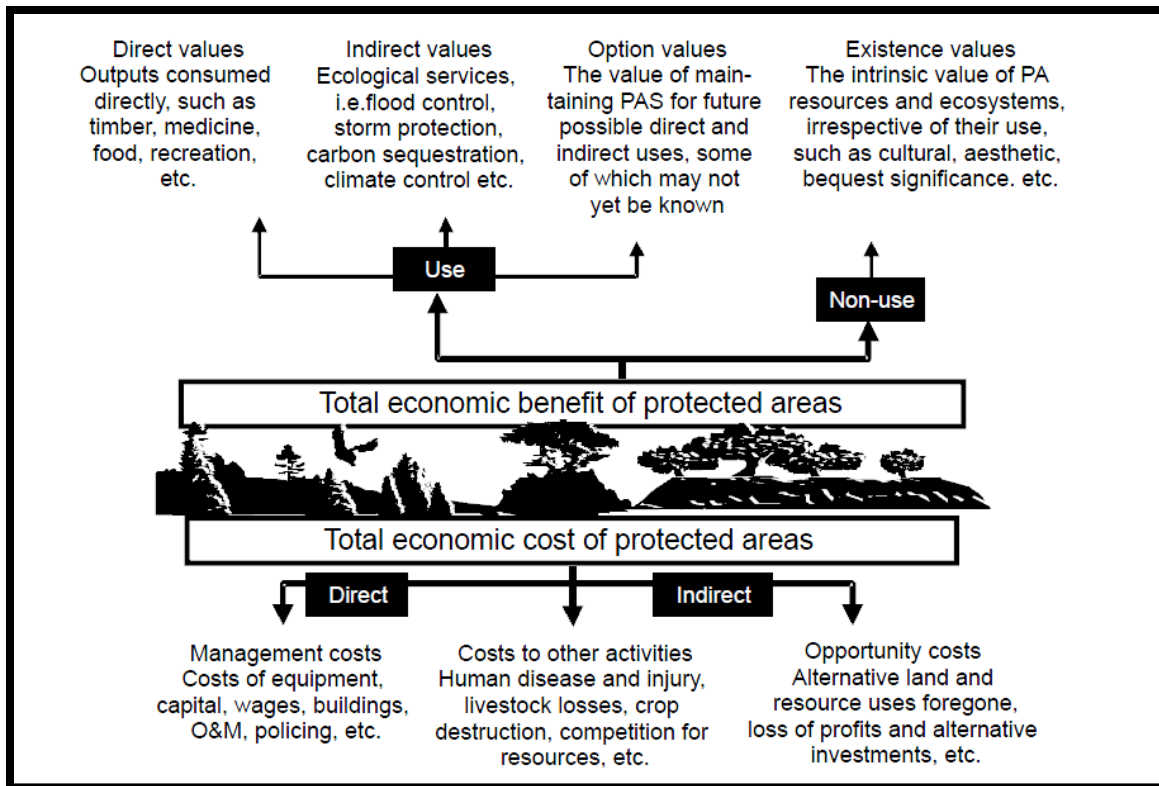 Direct values
Outputs consumed
directly, such as
timber, medicine,
food, recreation,
etc.
Indirect values
Ecological services,
i.e.flood control,
storm protection,
carbon sequestration,
climate control etc.
Option values
The value of main-
taining PAS for future
possible direct and
indirect uses, some
of which may not
yet be known
Existence values
The intrinsic value of PA
resources and ecosystems,
irrespective of their use,
such as cultural, aesthetic,
bequest significance. etc.
Use
Non-use
Total economic benefit of protected areas
Total economic cost of protected areas
Direct
Indirect
Management costs
Costs of equipment,
capital, wages, buildings,
O&M, policing, etc.
Costs to other activities
Human disease and injury,
livestock losses, crop
destruction, competition for
resources, etc.
Opportunity costs
Alternative land and
resource uses foregone,
loss of profits and alternative
investments, etc.